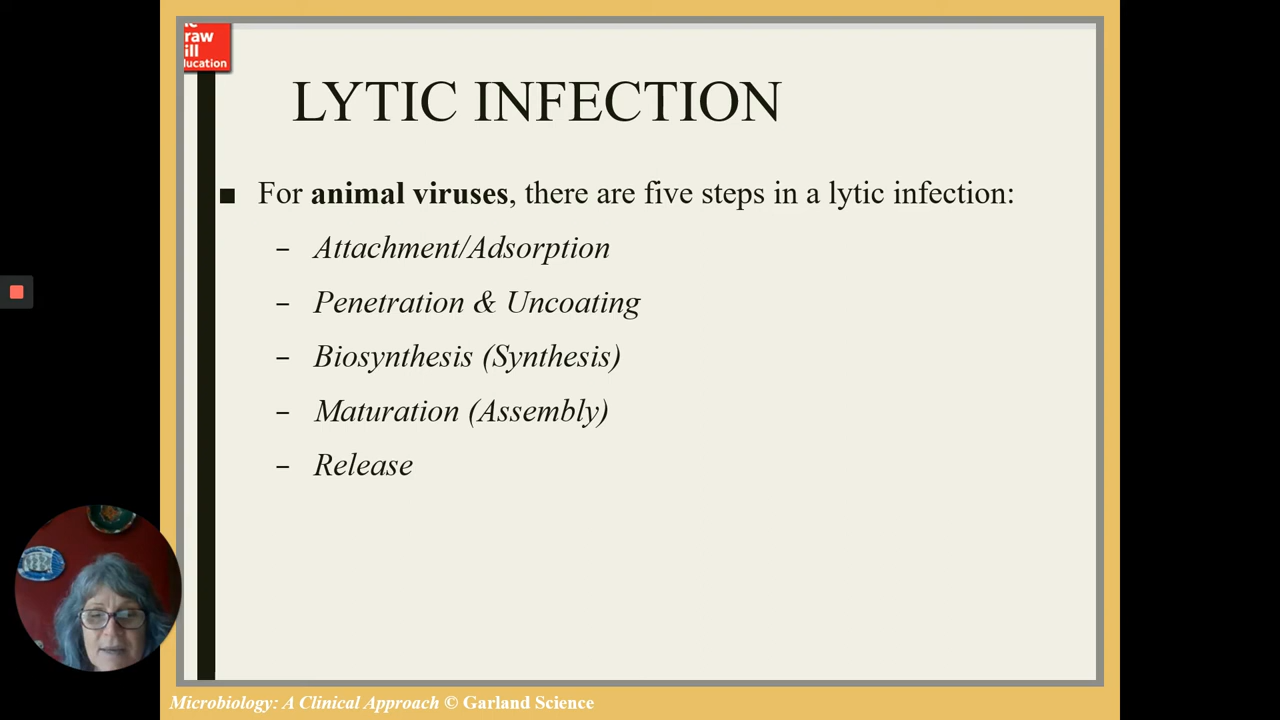 raw
ill
LYTIC INFECTION
■ For animal viruses, there are five steps in a lytic infection:
– Attachment/Adsorption
– Penetration & Uncoating
– Biosynthesis (Synthesis)
– Maturation (Assembly)
– Release
Microbiology: A Clinical Approach © Garland Science